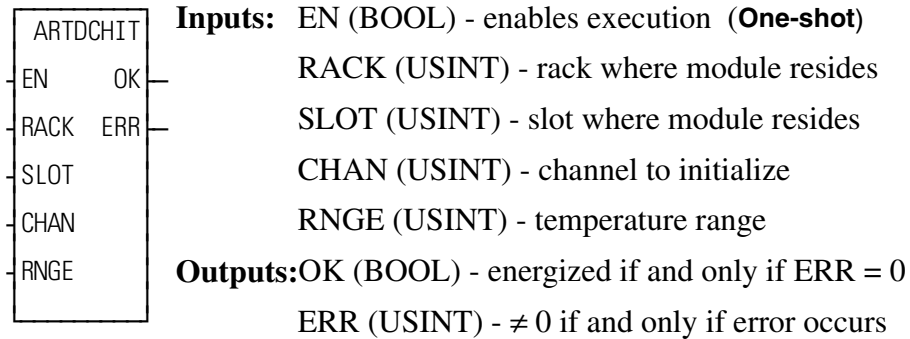 ARTDCHIT
EN OK
RACK ERR
SLOT
CHAN
RNGE
Inputs: EN (BOOL) - enables execution (One-shot)
RACK (USINT) - rack where module resides
SLOT (USINT) - slot where module resides
CHAN (USINT) - channel to initialize
RNGE (USINT) - temperature range
Outputs:OK (BOOL) - energized if and only if ERR = 0
ERR (USINT) - ≠ 0 if and only if error occurs